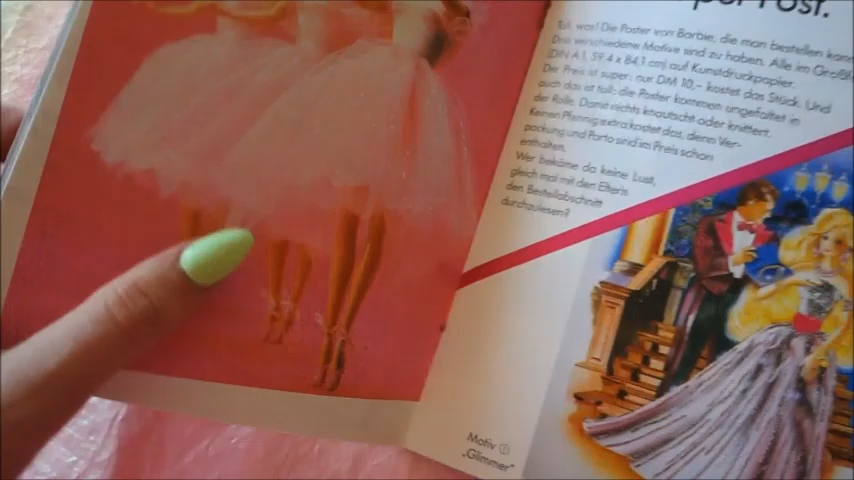 per Post.
Toll, was! Die Poster von Barbie, die man bestellen kann.
Drei verschiedene Motive sind zu haben. Alle im Großf
(DIN A 1, 59,4 x 84,1 cm) auf Kunstdruckpapier.
Der Preis ist super: nur DM 10,- kostet das Stück. Und
auch das ist toll: die Poster kommen ungefaltet in
der Rolle. Damit nichts knautscht oder knittert.
Keinen Pfennig extra kostet das, denn Ver-
packung und Porto sind im Preis schon
enthalten.
Wer bekäme da keine Lust,
gleich mal mit den Eltern
den Bestellabschnitt
durchzulesen?
Motiv ①
„Glimmer"